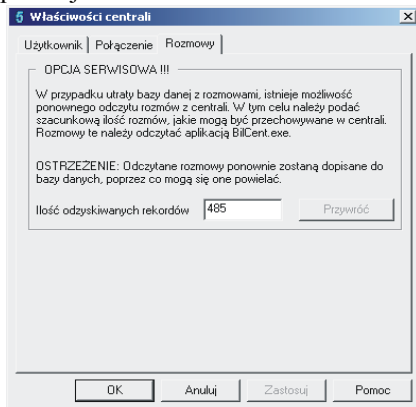 5 Właściwości centrali
Użytkownik Połączenie Rozmowy
OPCJA SERWISOWA !!!
W przypadku utraty bazy danej z rozmowami, istnieje możliwość
ponownego odczytu rozmów z centrali. W tym celu należy podać
szacunkową ilość rozmów, jakie mogą być przechowywane w centrali.
Rozmowy te należy odczytać aplikacją BilCent.exe.
OSTRZEŻENIE: Odczytane rozmowy ponownie zostaną dopisane do
bazy danych, poprzez co mogą się one powielać.
Ilość odzyskiwanych rekordów 485 Przywróć
OK Anuluj Zastosuj Pomoc